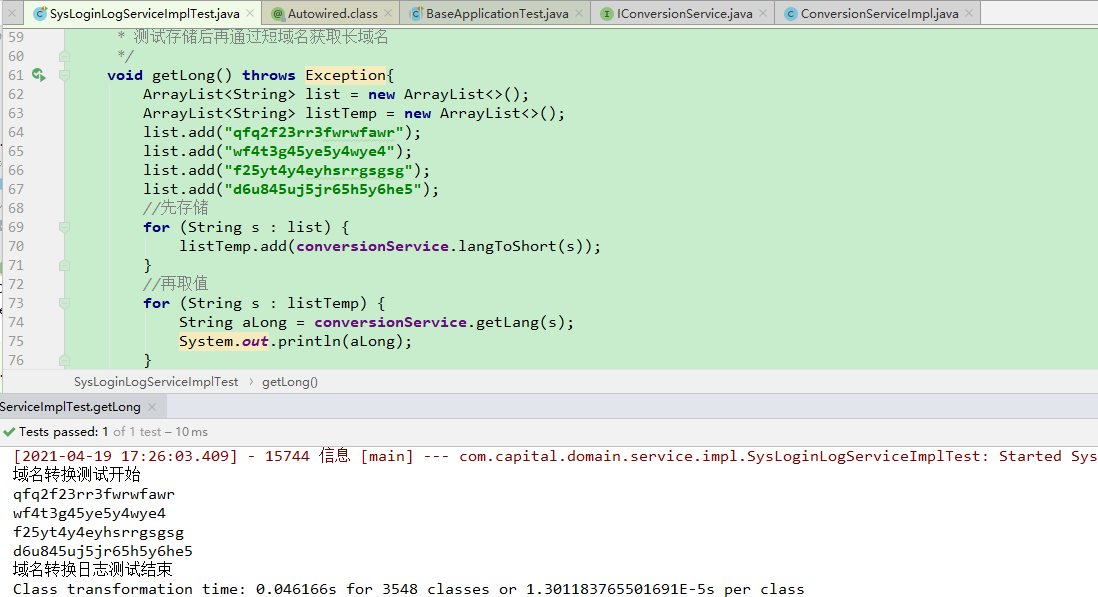 SysLoginLogServiceImplTest.java × Autowired.class × BaseApplicationTest.java × IConversionService.java × ConversionServiceImpl.java ×
59 * 测试存储后再通过短域名获取长域名
60 */
61 void getLong() throws Exception{
62 ArrayList<String> list = new ArrayList<>();
63 ArrayList<String> listTemp = new ArrayList<>();
64 list.add("qfq2f23rr3fwrwfawr");
65 list.add("wf4t3g45ye5y4wye4");
66 list.add("f25yt4y4eyhsrrgsgsg");
67 list.add("d6u845uj5jr65h5y6he5");
68 //先存储
69 for (String s : list) {
70 listTemp.add(conversionService.langToShort(s));
71 }
72 //再取值
73 for (String s : listTemp) {
74 String aLong = conversionService.getLang(s);
75 System.out.println(aLong);
76 }
SysLoginLogServiceImplTest › getLong()
ServiceImplTest.getLong ×
Tests passed: 1 of 1 test – 10 ms
[2021-04-19 17:26:03.409] - 15744 信息 [main] --- com.capital.domain.service.impl.SysLoginLogServiceImplTest: Started Sys
域名转换测试开始
qfq2f23rr3fwrwfawr
wf4t3g45ye5y4wye4
f25yt4y4eyhsrrgsgsg
d6u845uj5jr65h5y6he5
域名转换日志测试结束
Class transformation time: 0.046166s for 3548 classes or 1.301183765501691E-5s per class